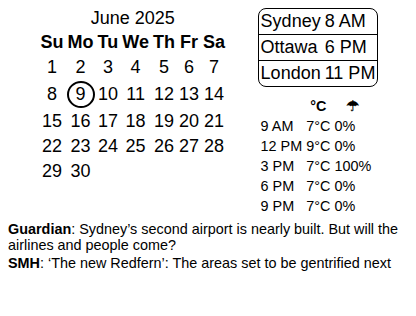 June 2025
Su Mo Tu We Th Fr Sa
1 2 3 4 5 6 7
8 9 10 11 12 13 14
15 16 17 18 19 20 21
22 23 24 25 26 27 28
29 30
Sydney 8 AM
Ottawa 6 PM
London 11 PM
°C ☂
9 AM 7°C 0%
12 PM 9°C 0%
3 PM 7°C 100%
6 PM 7°C 0%
9 PM 7°C 0%
Guardian: Sydney’s second airport is nearly built. But will the
airlines and people come?
SMH: ‘The new Redfern’: The areas set to be gentrified next